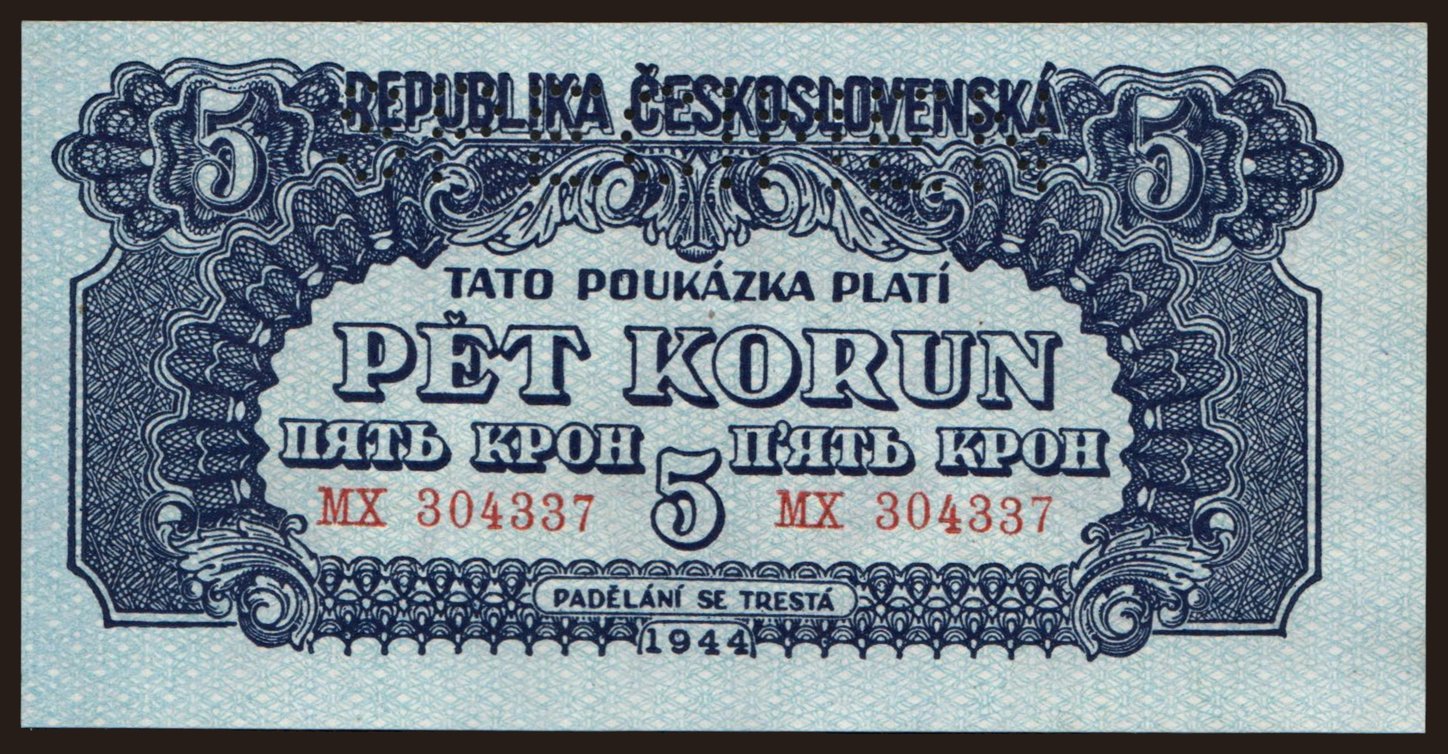 REPUBLIKA ČESKOSLOVENSKÁ
5 5
TATO POUKÁZKA PLATÍ
PĚT KORUN
ПЯТЬ КРОН П'ЯТЬ КРОН
5
MX 304337 MX 304337
PADĚLÁNÍ SE TRESTÁ
1944